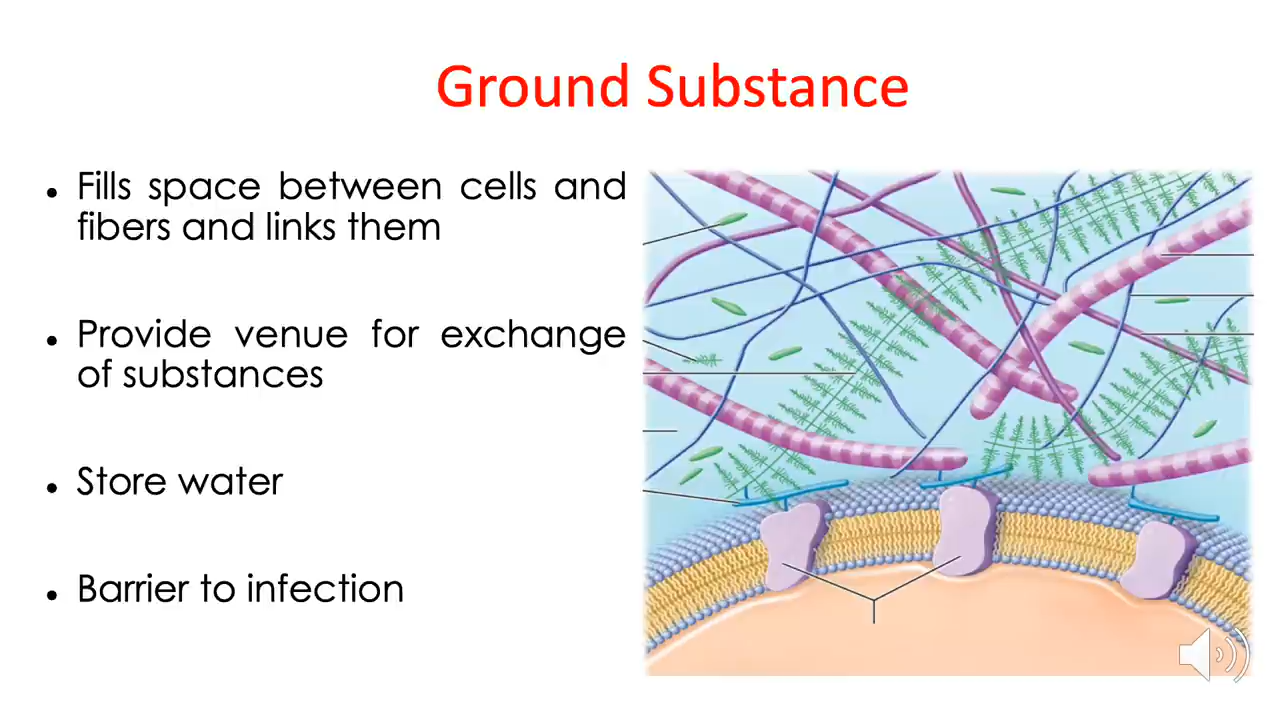 Ground Substance
• Fills space between cells and
fibers and links them
• Provide venue for exchange
of substances
• Store water
• Barrier to infection